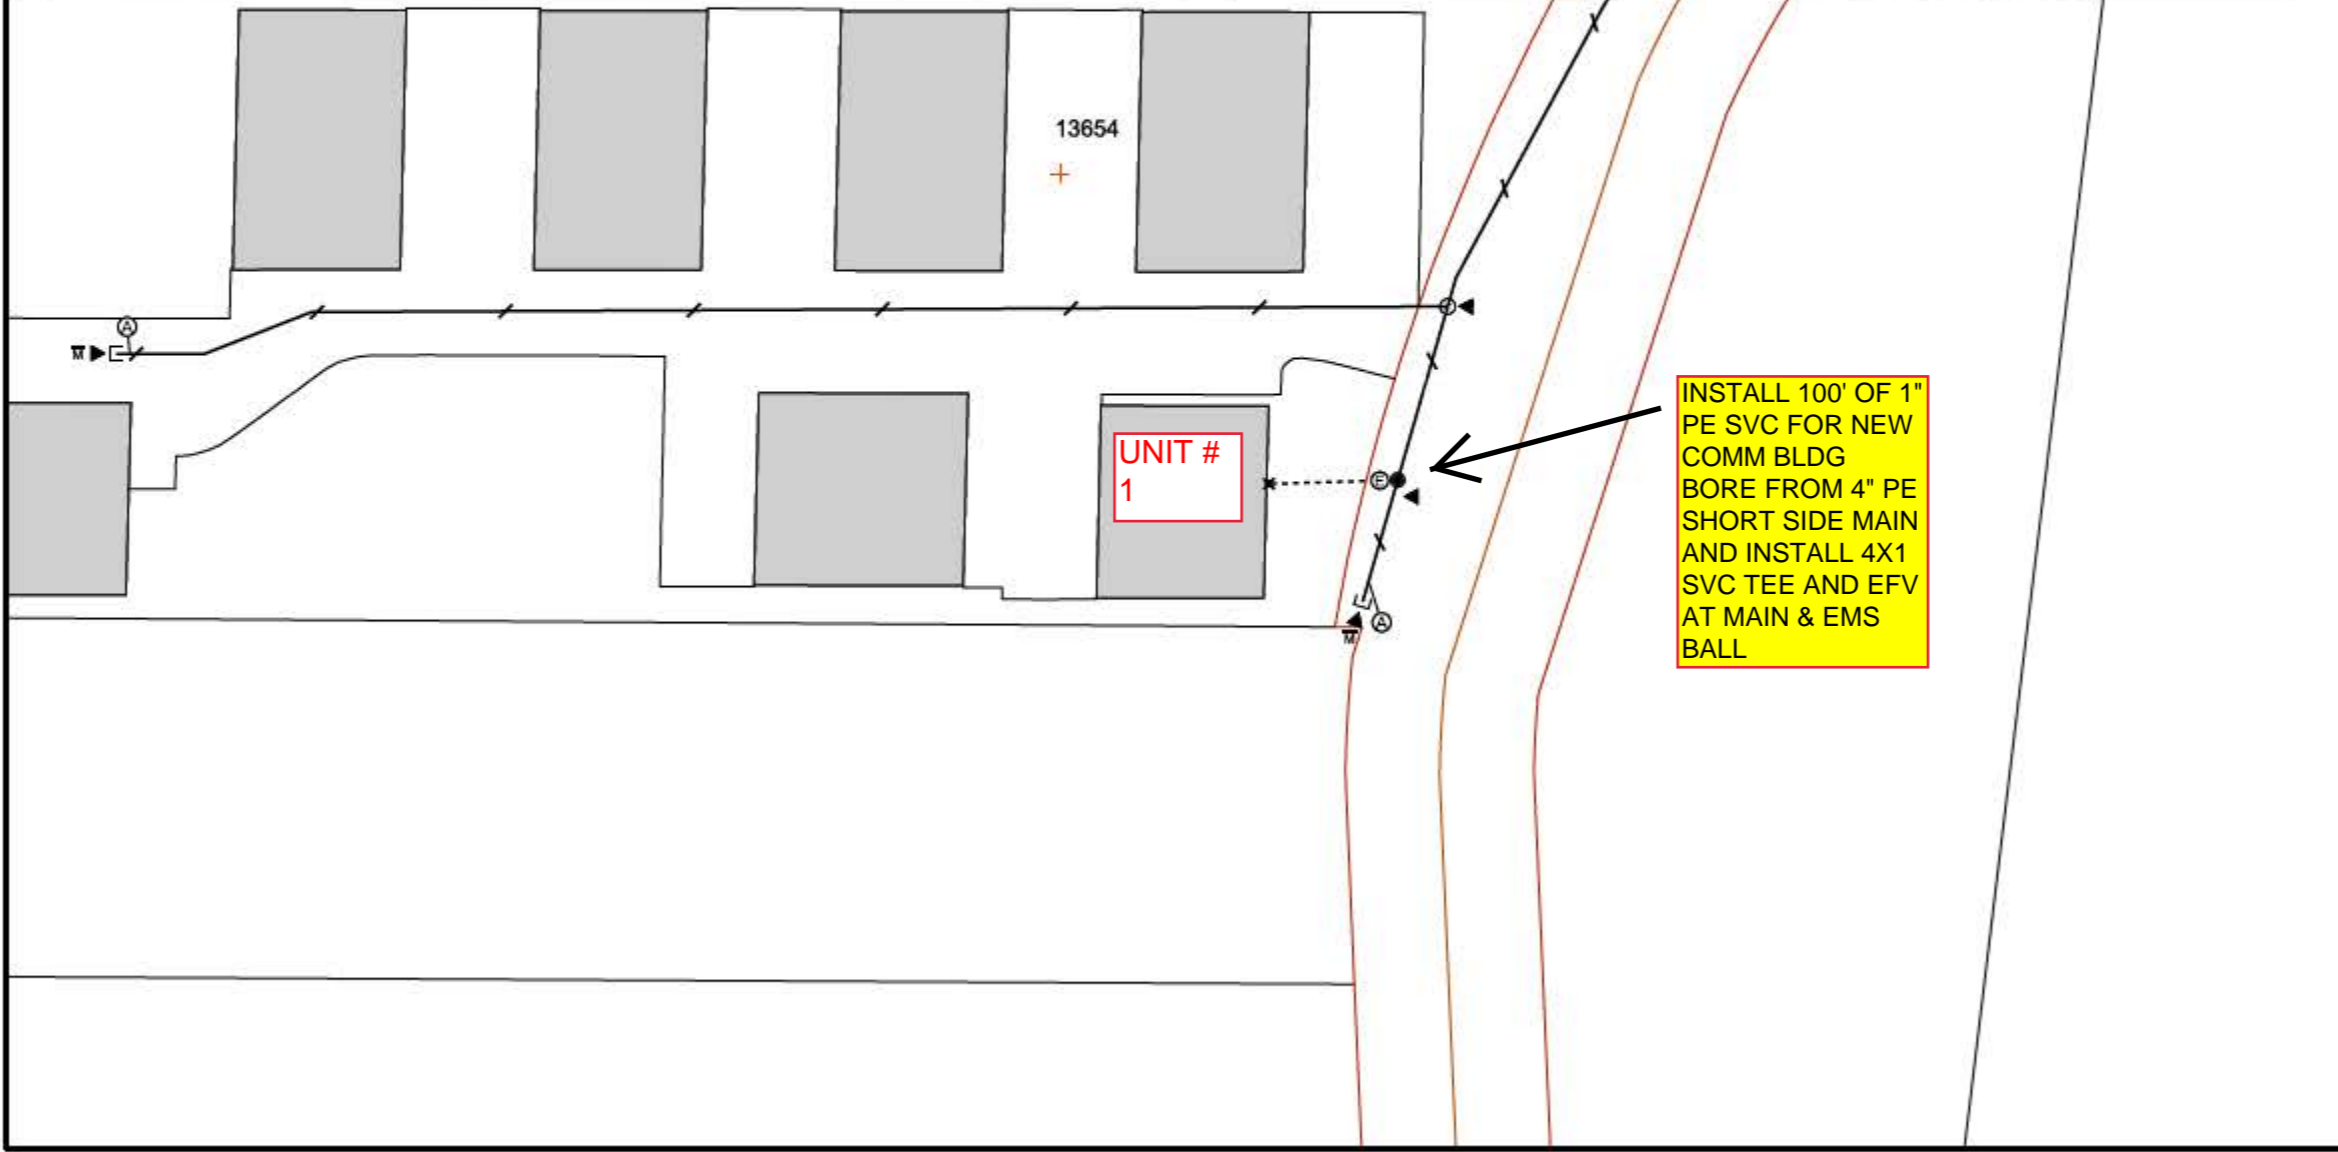 13654
A
M
UNIT #
1
E
INSTALL 100' OF 1"
PE SVC FOR NEW
COMM BLDG
BORE FROM 4" PE
SHORT SIDE MAIN
AND INSTALL 4X1
SVC TEE AND EFV
AT MAIN & EMS
BALL
A
M